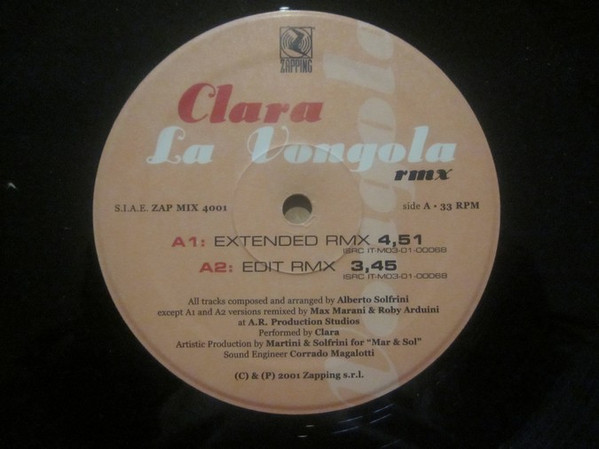 ZAPPING
Clara
La Vongola
rmx
S.I.A.E. ZAP MIX 4001
side A • 33 RPM
A1: EXTENDED RMX 4,51
ISRC IT-M03-01-00068
A2: EDIT RMX 3,45
ISRC IT-M03-01-00068
All tracks composed and arranged by Alberto Solfrini
except A1 and A2 versions remixed by Max Marani & Roby Arduini
at A.R. Production Studios
Performed by Clara
Artistic Production by Martini & Solfrini for "Mar & Sol"
Sound Engineer Corrado Magalotti
(C) & (P) 2001 Zapping s.r.l.
Vongola